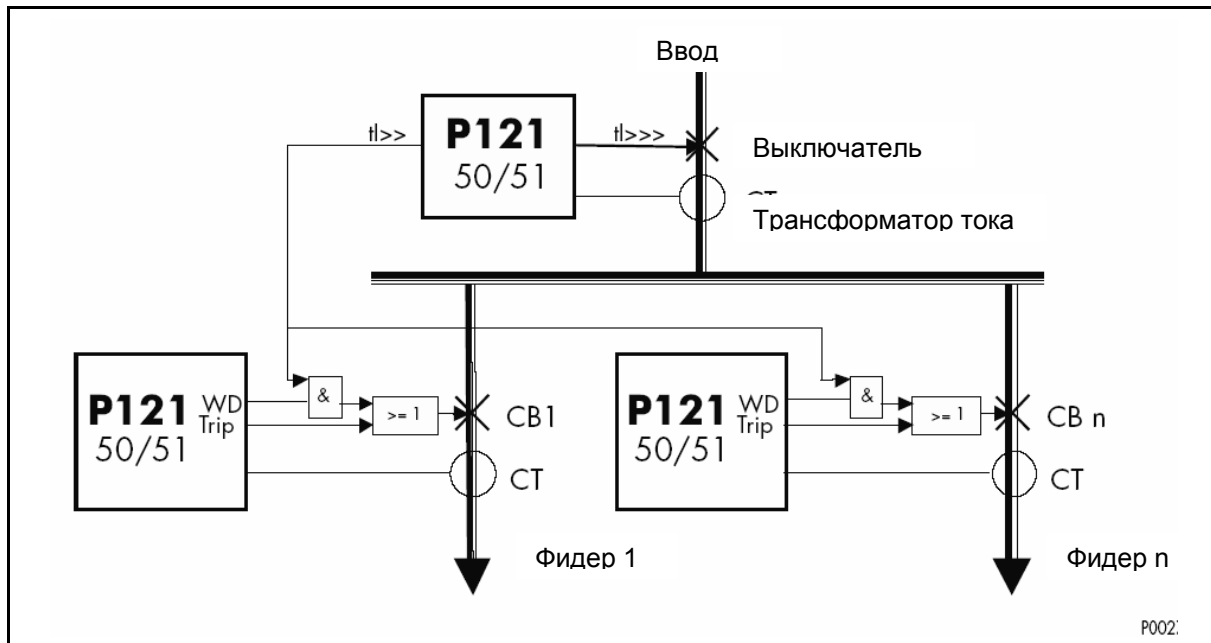 Ввод
tI>>
P121
50/51
tI>>>
Выключатель
Трансформатор тока
P121
50/51
WD
Trip
&
>= 1
CB1
CT
Фидер 1
P121
50/51
WD
Trip
&
>= 1
CB n
CT
Фидер n